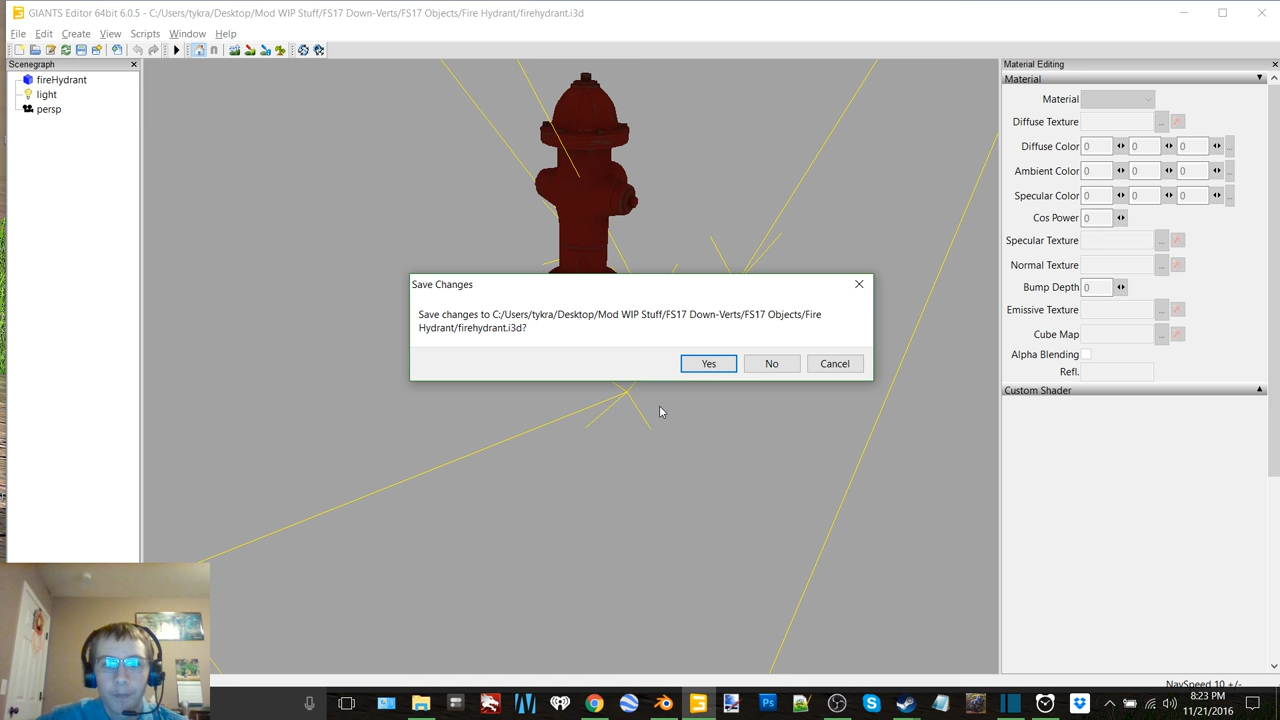 GIANTS Editor 64bit 6.0.5 - C:/Users/tykra/Desktop/Mod WIP Stuff/FS17 Down-Verts/FS17 Objects/Fire Hydrant/firehydrant.i3d
File Edit Create View Scripts Window Help
Scenegraph
fireHydrant
light
persp
Save Changes
Save changes to C:/Users/tykra/Desktop/Mod WIP Stuff/FS17 Down-Verts/FS17 Objects/Fire
Hydrant/firehydrant.i3d?
Yes No Cancel
Material Editing
Material
Material
Diffuse Texture ...
Diffuse Color 0 0 0 ...
Ambient Color 0 0 0 ...
Specular Color 0 0 0 ...
Cos Power 0
Specular Texture ...
Normal Texture ...
Bump Depth 0
Emissive Texture ...
Cube Map ...
Alpha Blending
Refl.
Custom Shader
NavSpeed 10 +/-
Ps
8:23 PM
11/21/2016